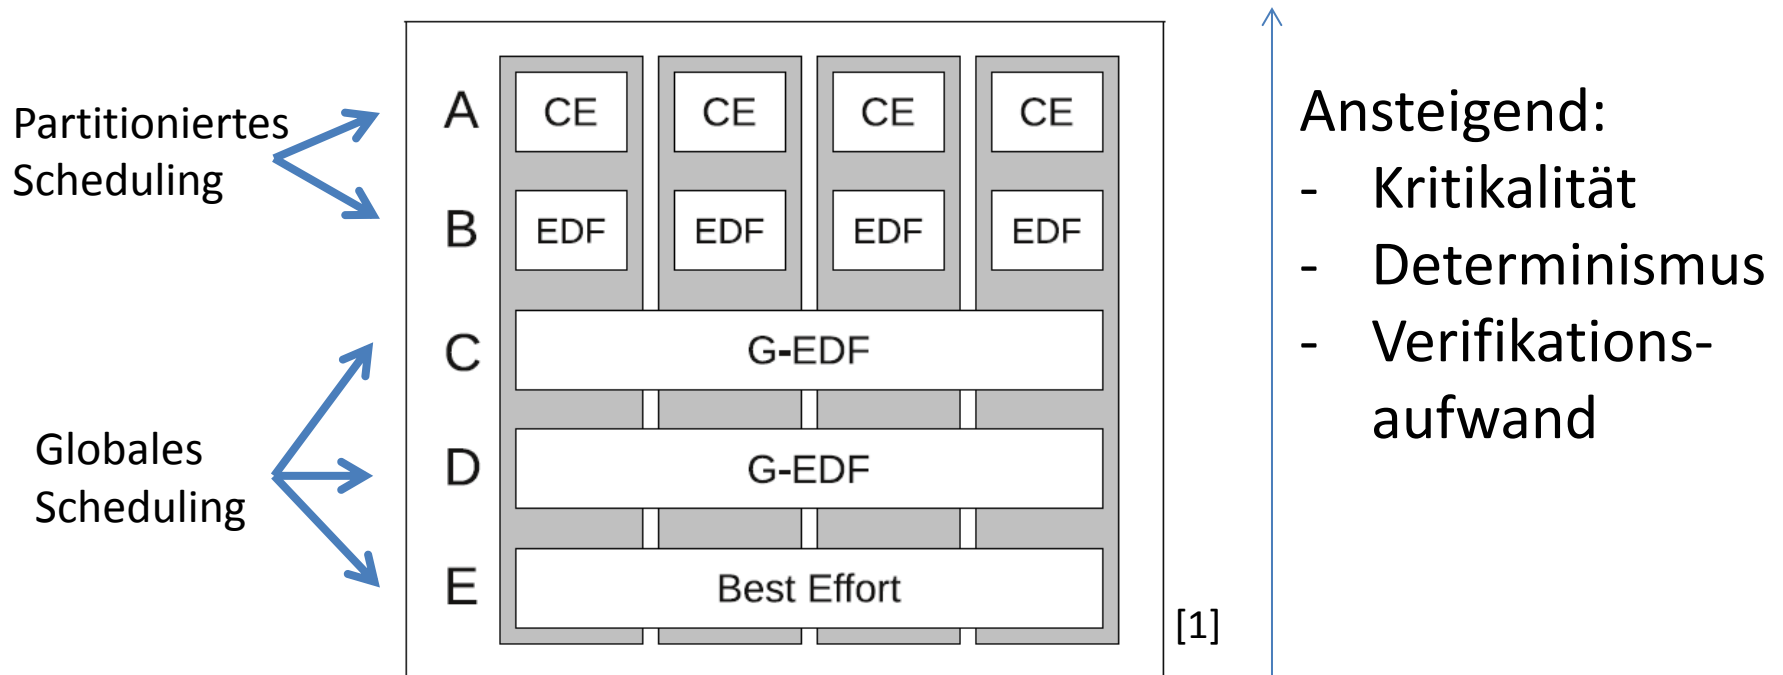 Partitioniertes
Scheduling
Globales
Scheduling
A
CE CE CE CE
B
EDF EDF EDF EDF
C
G-EDF
D
G-EDF
E
Best Effort
[1]
Ansteigend:
- Kritikalität
- Determinismus
- Verifikations-
aufwand